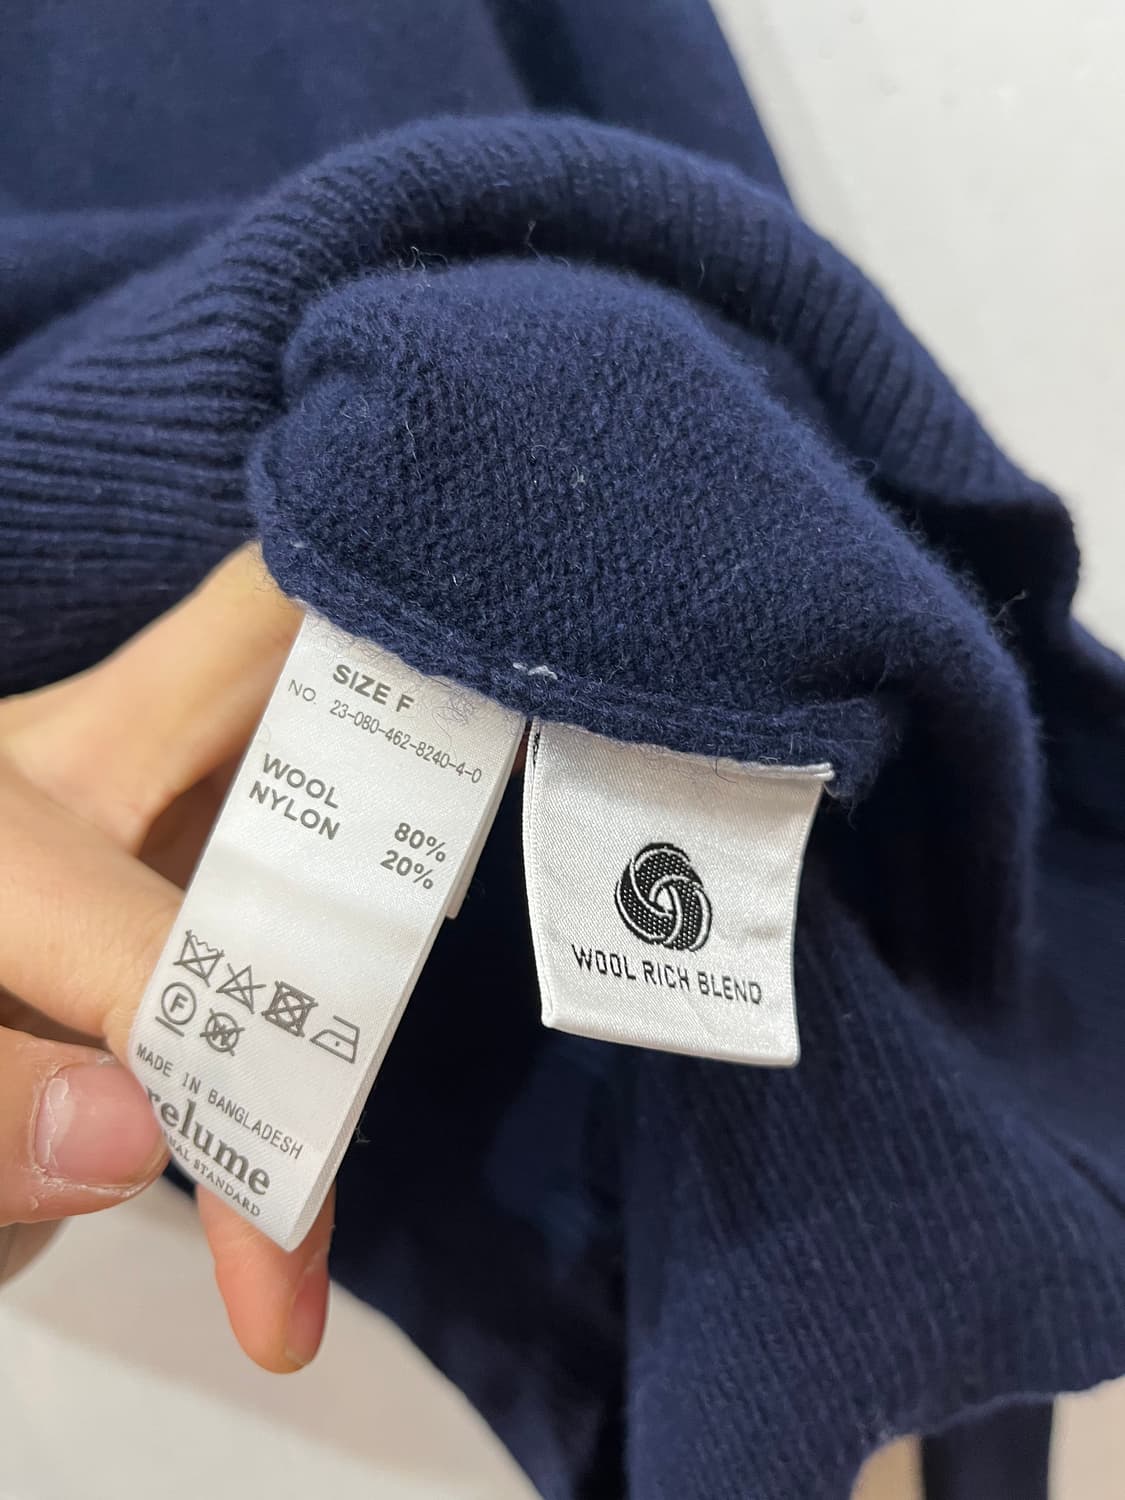 SIZE F
NO. 23-080-462-8240-4-0
WOOL 80%
NYLON 20%
F
W
MADE IN BANGLADESH
relume
STANDARD
WOOL RICH BLEND